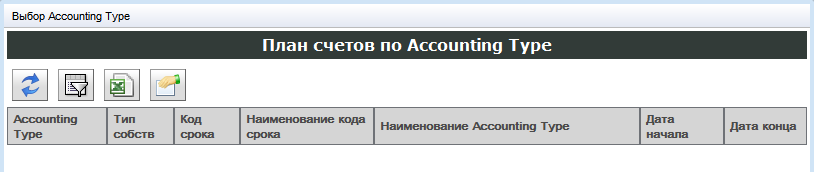 Выбор Accounting Type
План счетов по Accounting Type
Accounting Type
Тип собств
Код срока
Наименование кода срока
Наименование Accounting Type
Дата начала
Дата конца